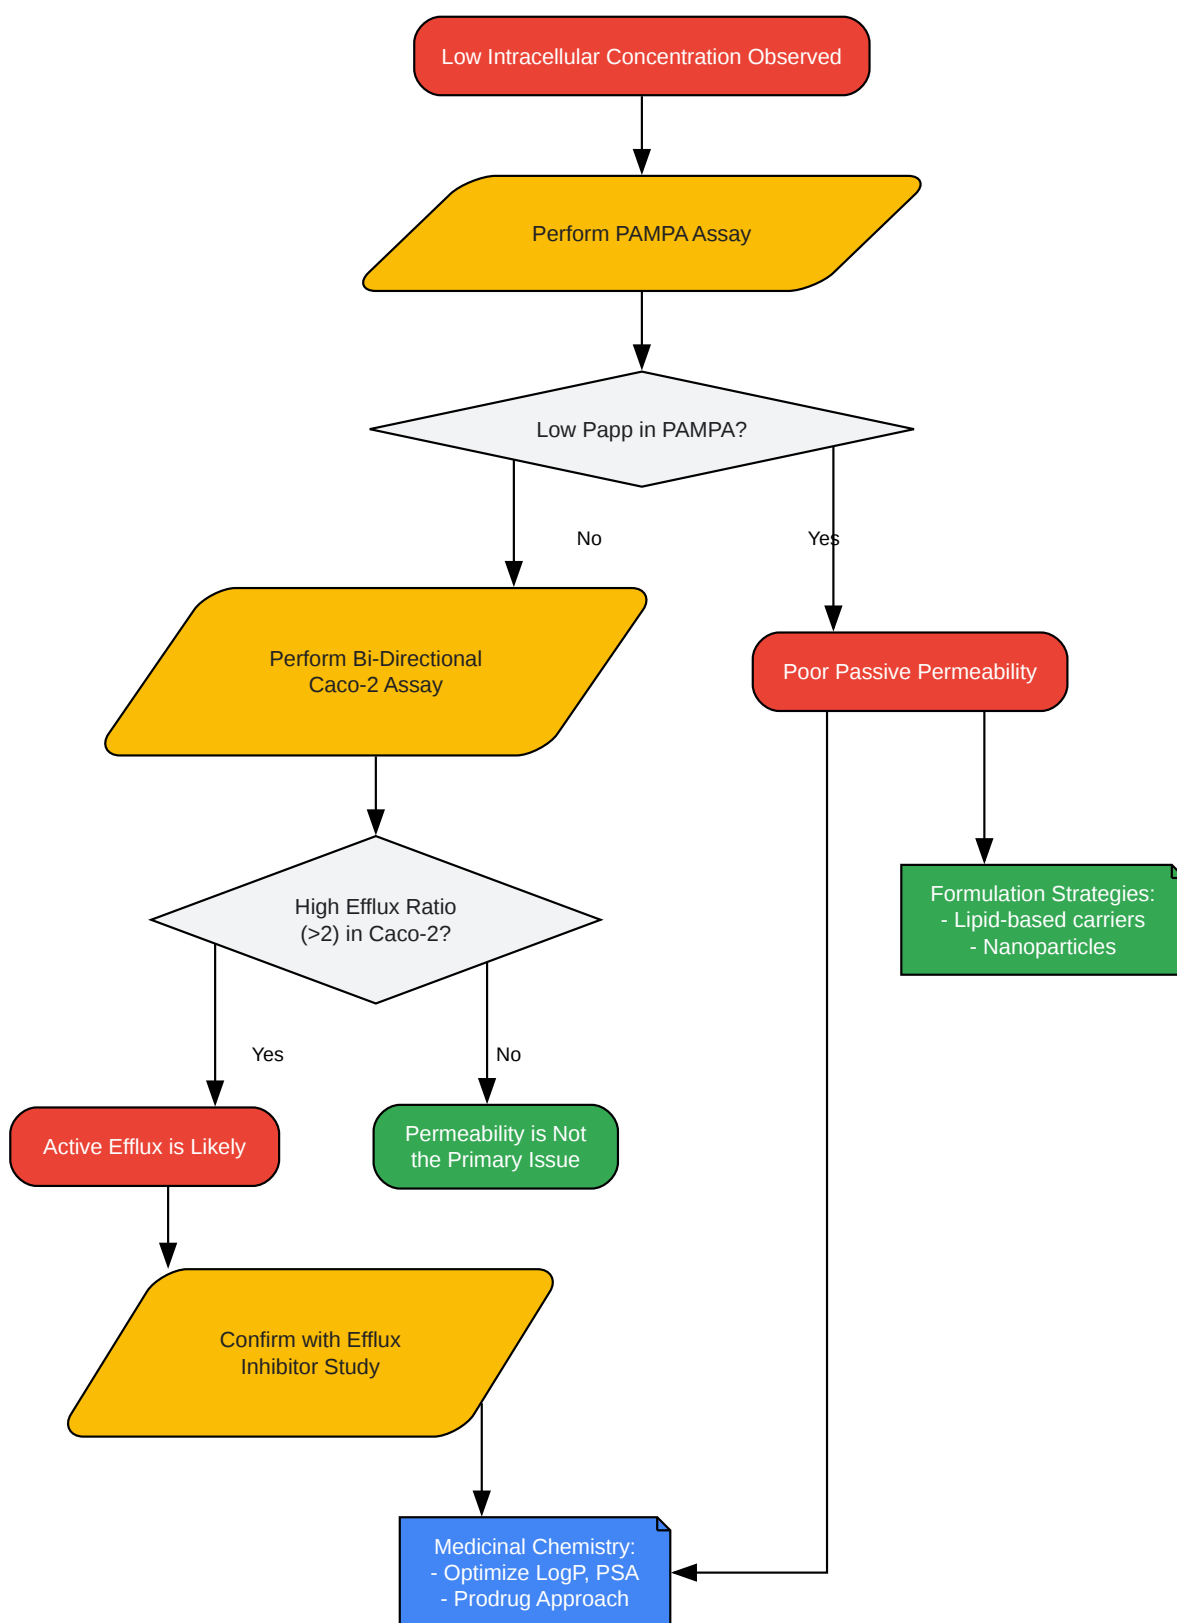 Low Intracellular Concentration Observed
Perform PAMPA Assay
Low Papp in PAMPA?
No
Yes
Perform Bi-Directional
Caco-2 Assay
Poor Passive Permeability
High Efflux Ratio
(>2) in Caco-2?
Formulation Strategies:
- Lipid-based carriers
- Nanoparticles
Yes
No
Active Efflux is Likely
Permeability is Not
the Primary Issue
Confirm with Efflux
Inhibitor Study
Medicinal Chemistry:
- Optimize LogP, PSA
- Prodrug Approach